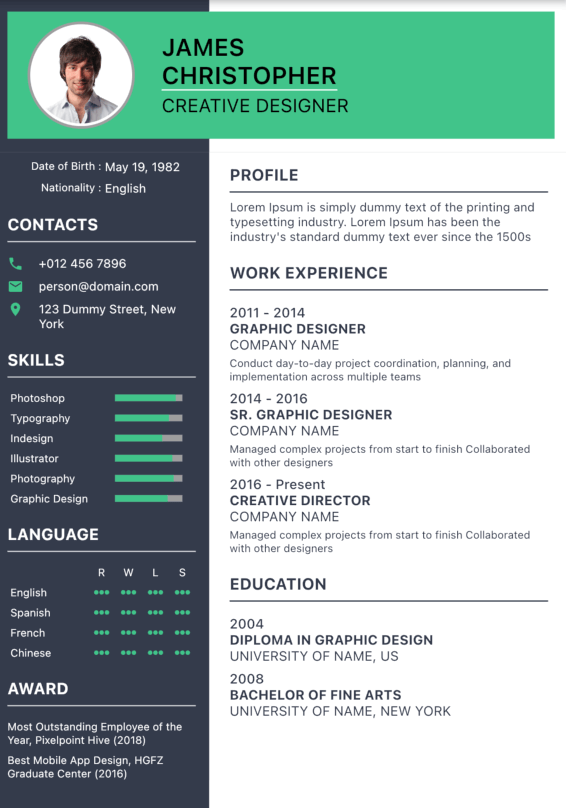 JAMES
CHRISTOPHER
CREATIVE DESIGNER
Date of Birth : May 19, 1982
Nationality : English
CONTACTS
+012 456 7896
person@domain.com
123 Dummy Street, New
York
SKILLS
Photoshop
Typography
Indesign
Illustrator
Photography
Graphic Design
LANGUAGE
R W L S
English
Spanish
French
Chinese
AWARD
Most Outstanding Employee of the
Year, Pixelpoint Hive (2018)
Best Mobile App Design, HGFZ
Graduate Center (2016)
PROFILE
Lorem Ipsum is simply dummy text of the printing and
typesetting industry. Lorem Ipsum has been the
industry's standard dummy text ever since the 1500s
WORK EXPERIENCE
2011 - 2014
GRAPHIC DESIGNER
COMPANY NAME
Conduct day-to-day project coordination, planning, and
implementation across multiple teams
2014 - 2016
SR. GRAPHIC DESIGNER
COMPANY NAME
Managed complex projects from start to finish Collaborated
with other designers
2016 - Present
CREATIVE DIRECTOR
COMPANY NAME
Managed complex projects from start to finish Collaborated
with other designers
EDUCATION
2004
DIPLOMA IN GRAPHIC DESIGN
UNIVERSITY OF NAME, US
2008
BACHELOR OF FINE ARTS
UNIVERSITY OF NAME, NEW YORK